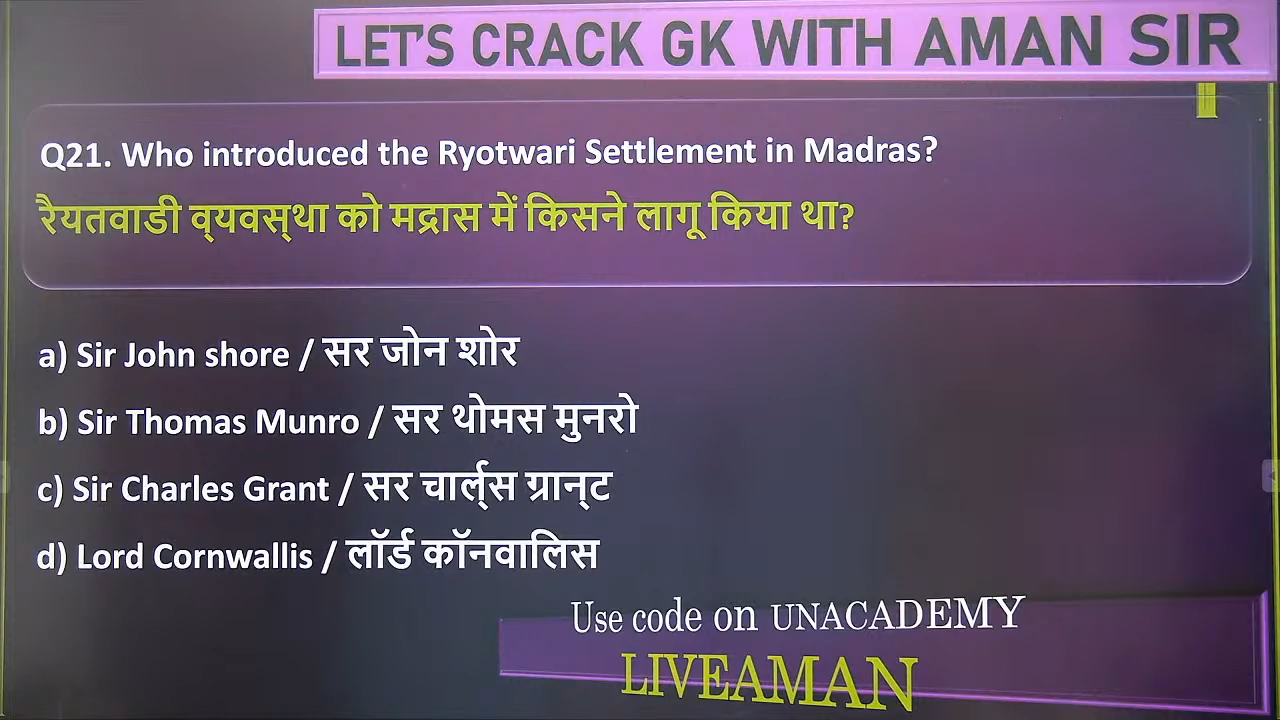 LET'S CRACK GK WITH AMAN SIR
Q21. Who introduced the Ryotwari Settlement in Madras?
रैयतवाडी व्‌यवस्‌था को मद्रास में किसने लागू किया था?
a) Sir John shore / सर जोन शोर
b) Sir Thomas Munro / सर थोमस मुनरो
c) Sir Charles Grant / सर चार्ल्‌स ग्रान्‌ट
d) Lord Cornwallis / लॉर्ड कॉनवालिस
Use code on UNACADEMY
LIVEAMAN